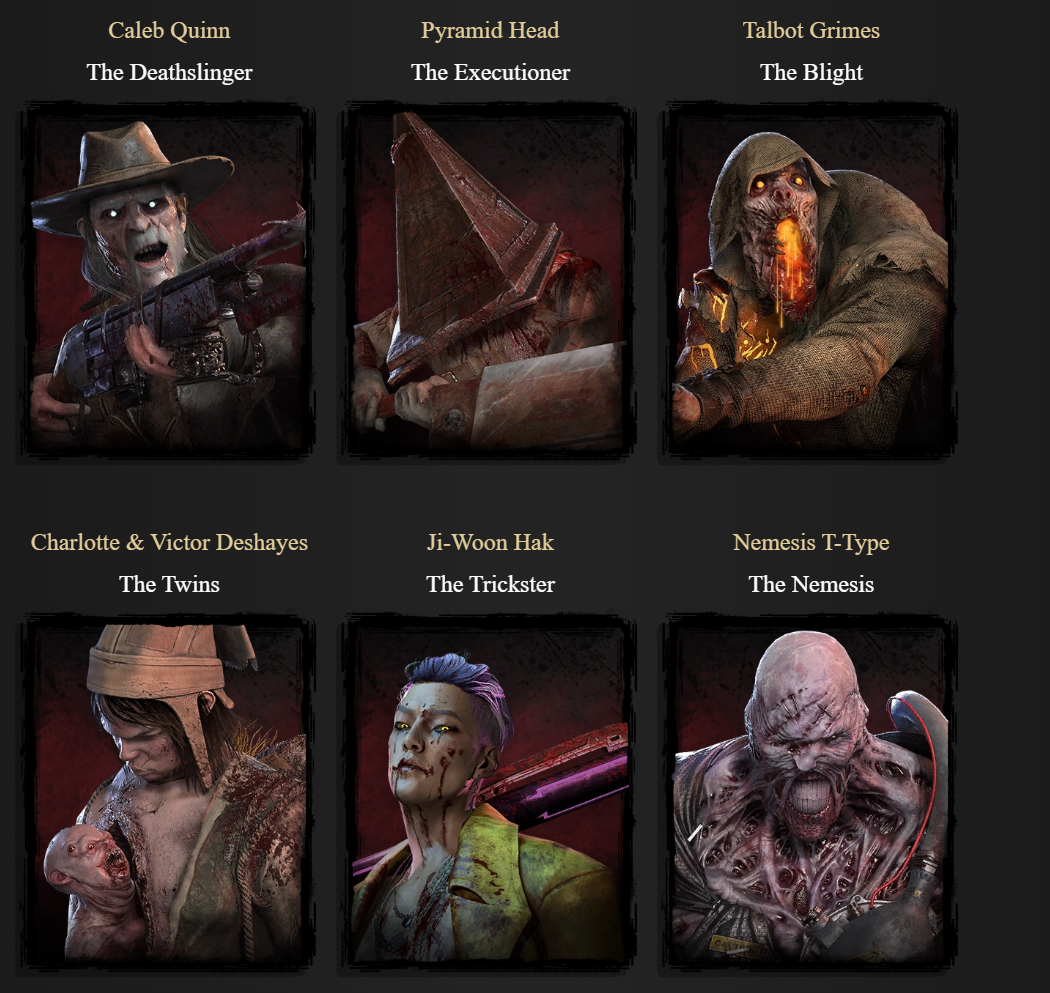 Caleb Quinn
Pyramid Head
Talbot Grimes
The Deathslinger
The Executioner
The Blight
Charlotte & Victor Deshayes
Ji-Woon Hak
Nemesis T-Type
The Twins
The Trickster
The Nemesis